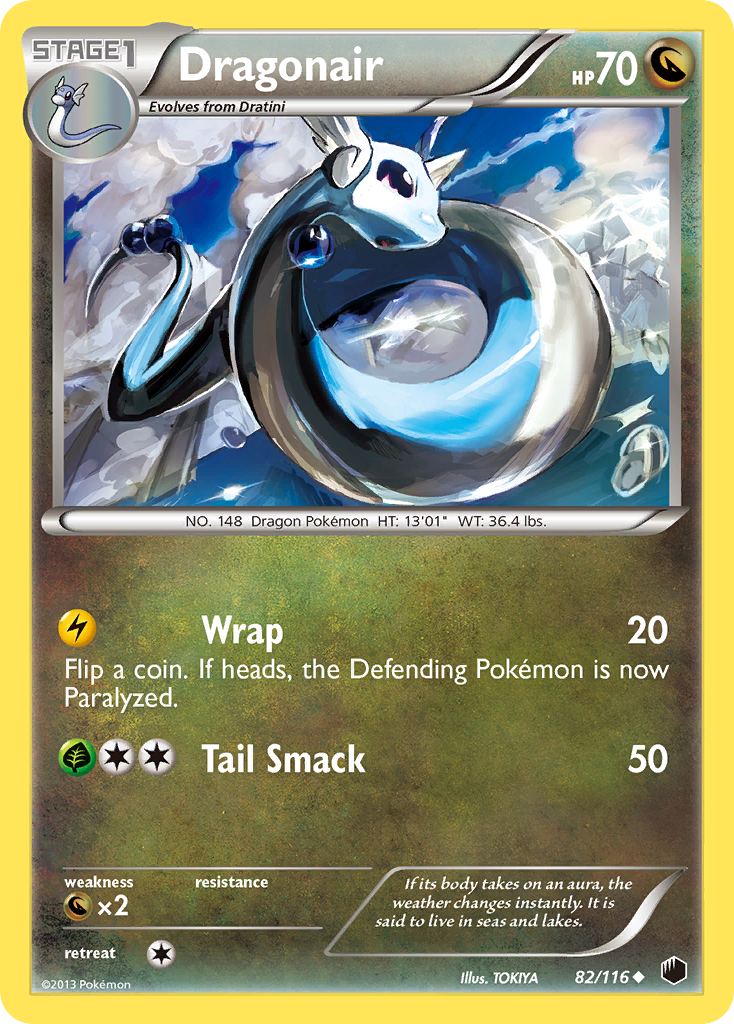 STAGE1
Dragonair
HP70
Evolves from Dratini
NO. 148 Dragon Pokémon HT: 13'01" WT: 36.4 lbs.
Wrap 20
Flip a coin. If heads, the Defending Pokémon is now
Paralyzed.
Tail Smack 50
weakness resistance
×2
retreat
If its body takes on an aura, the
weather changes instantly. It is
said to live in seas and lakes.
©2013 Pokémon
Illus. TOKIYA 82/116